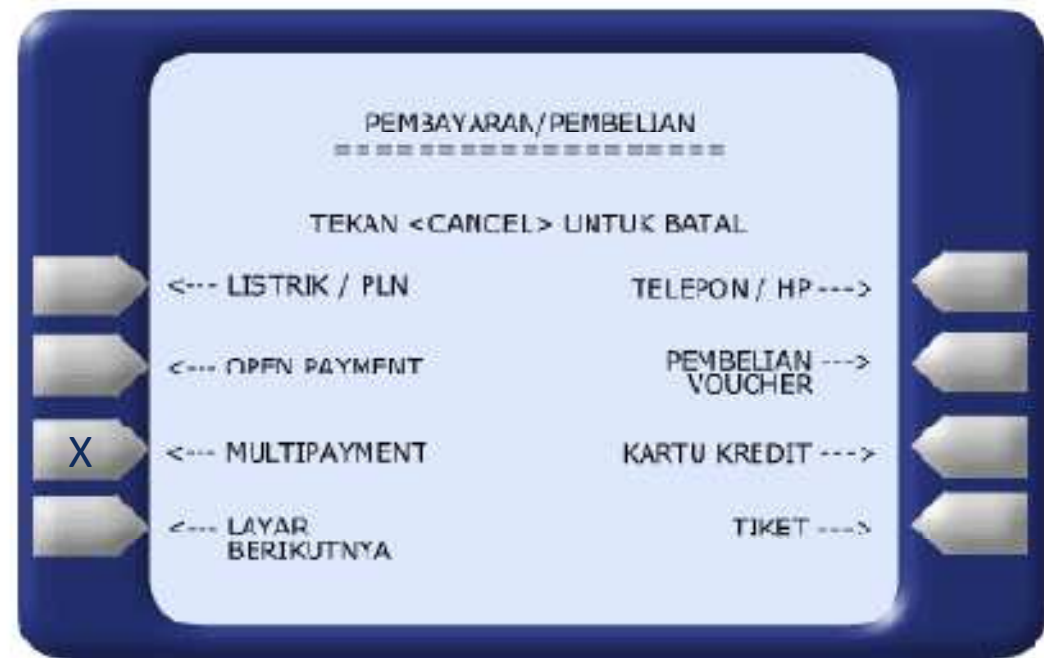 PEMBAYARAN/PEMBELIAN
====================
TEKAN <CANCEL> UNTUK BATAL
<--- LISTRIK / PLN
TELEPON / HP --->
<--- OPEN PAYMENT
PEMBELIAN --->
VOUCHER
X
<--- MULTIPAYMENT
KARTU KREDIT --->
<--- LAYAR
BERIKUTNYA
TIKET --->